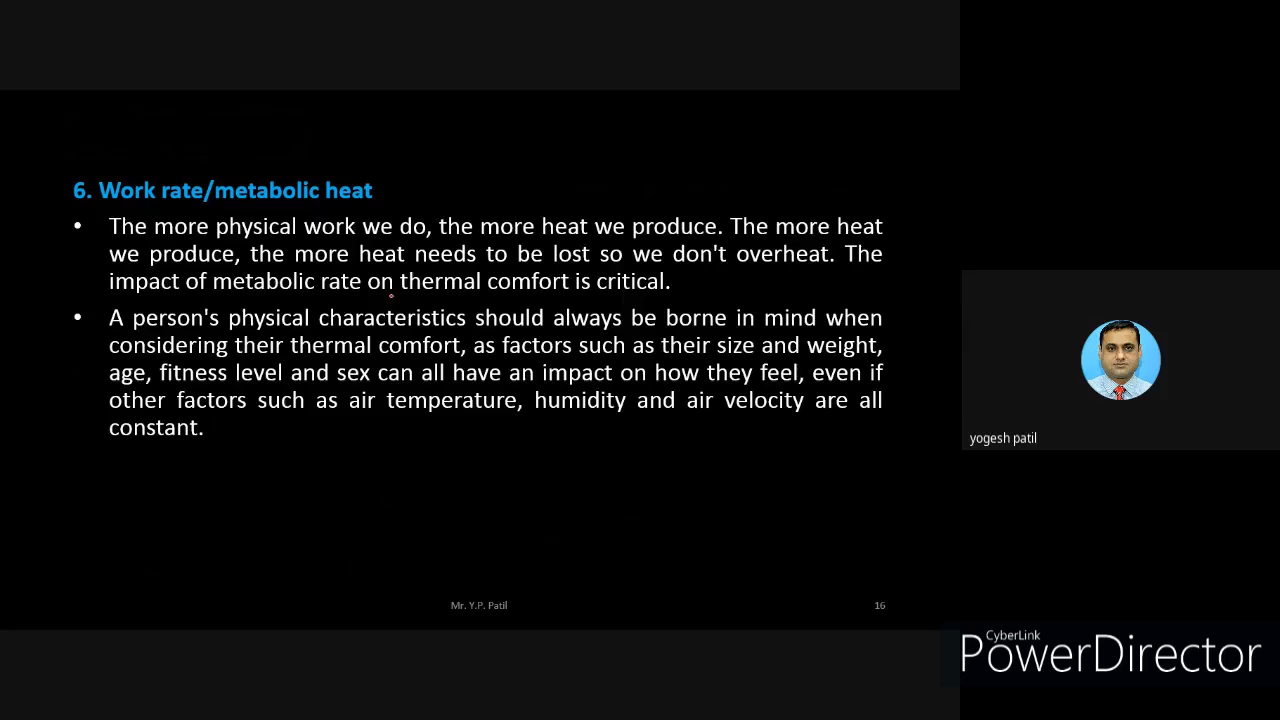 6. Work rate/metabolic heat
• The more physical work we do, the more heat we produce. The more heat
we produce, the more heat needs to be lost so we don't overheat. The
impact of metabolic rate on thermal comfort is critical.
• A person's physical characteristics should always be borne in mind when
considering their thermal comfort, as factors such as their size and weight,
age, fitness level and sex can all have an impact on how they feel, even if
other factors such as air temperature, humidity and air velocity are all
constant.
yogesh patil
Mr. Y.P. Patil
16
CyberLink
PowerDirector